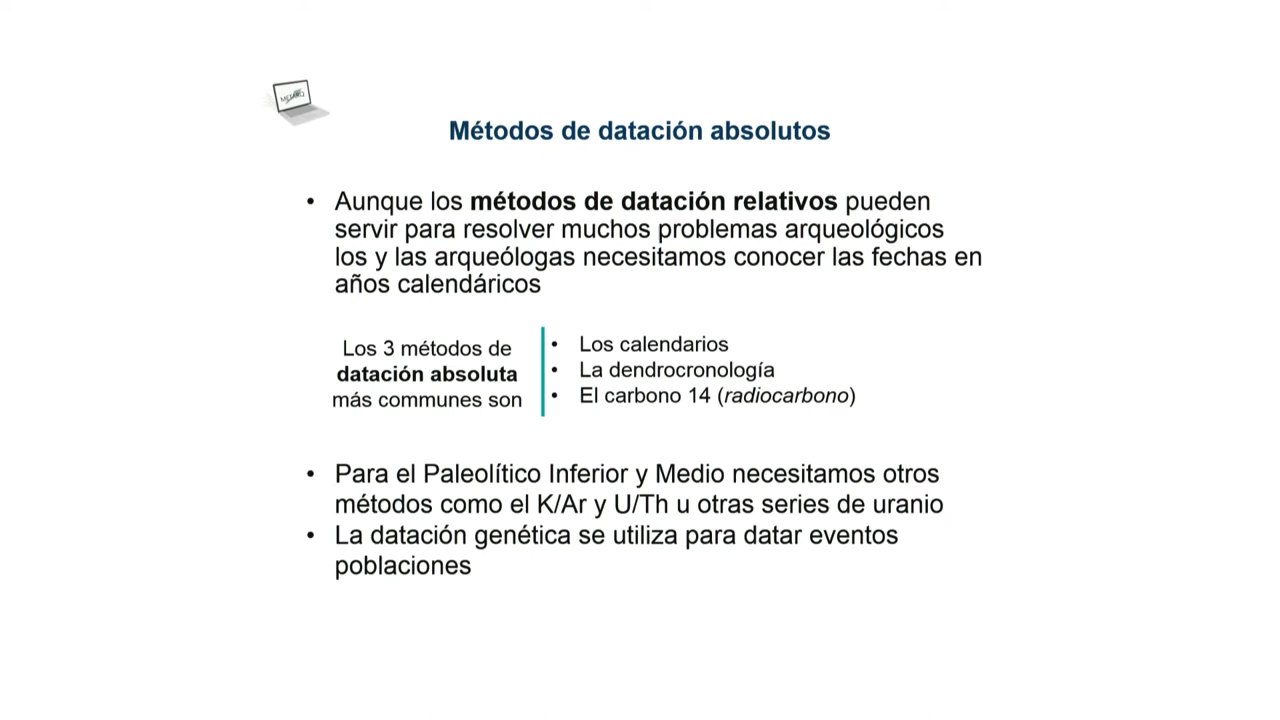 Métodos de datación absolutos
• Aunque los métodos de datación relativos pueden
servir para resolver muchos problemas arqueológicos
los y las arqueólogas necesitamos conocer las fechas en
años calendáricos
Los 3 métodos de
datación absoluta
más communes son
• Los calendarios
• La dendrocronología
• El carbono 14 (radiocarbono)
• Para el Paleolítico Inferior y Medio necesitamos otros
métodos como el K/Ar y U/Th u otras series de uranio
• La datación genética se utiliza para datar eventos
poblaciones